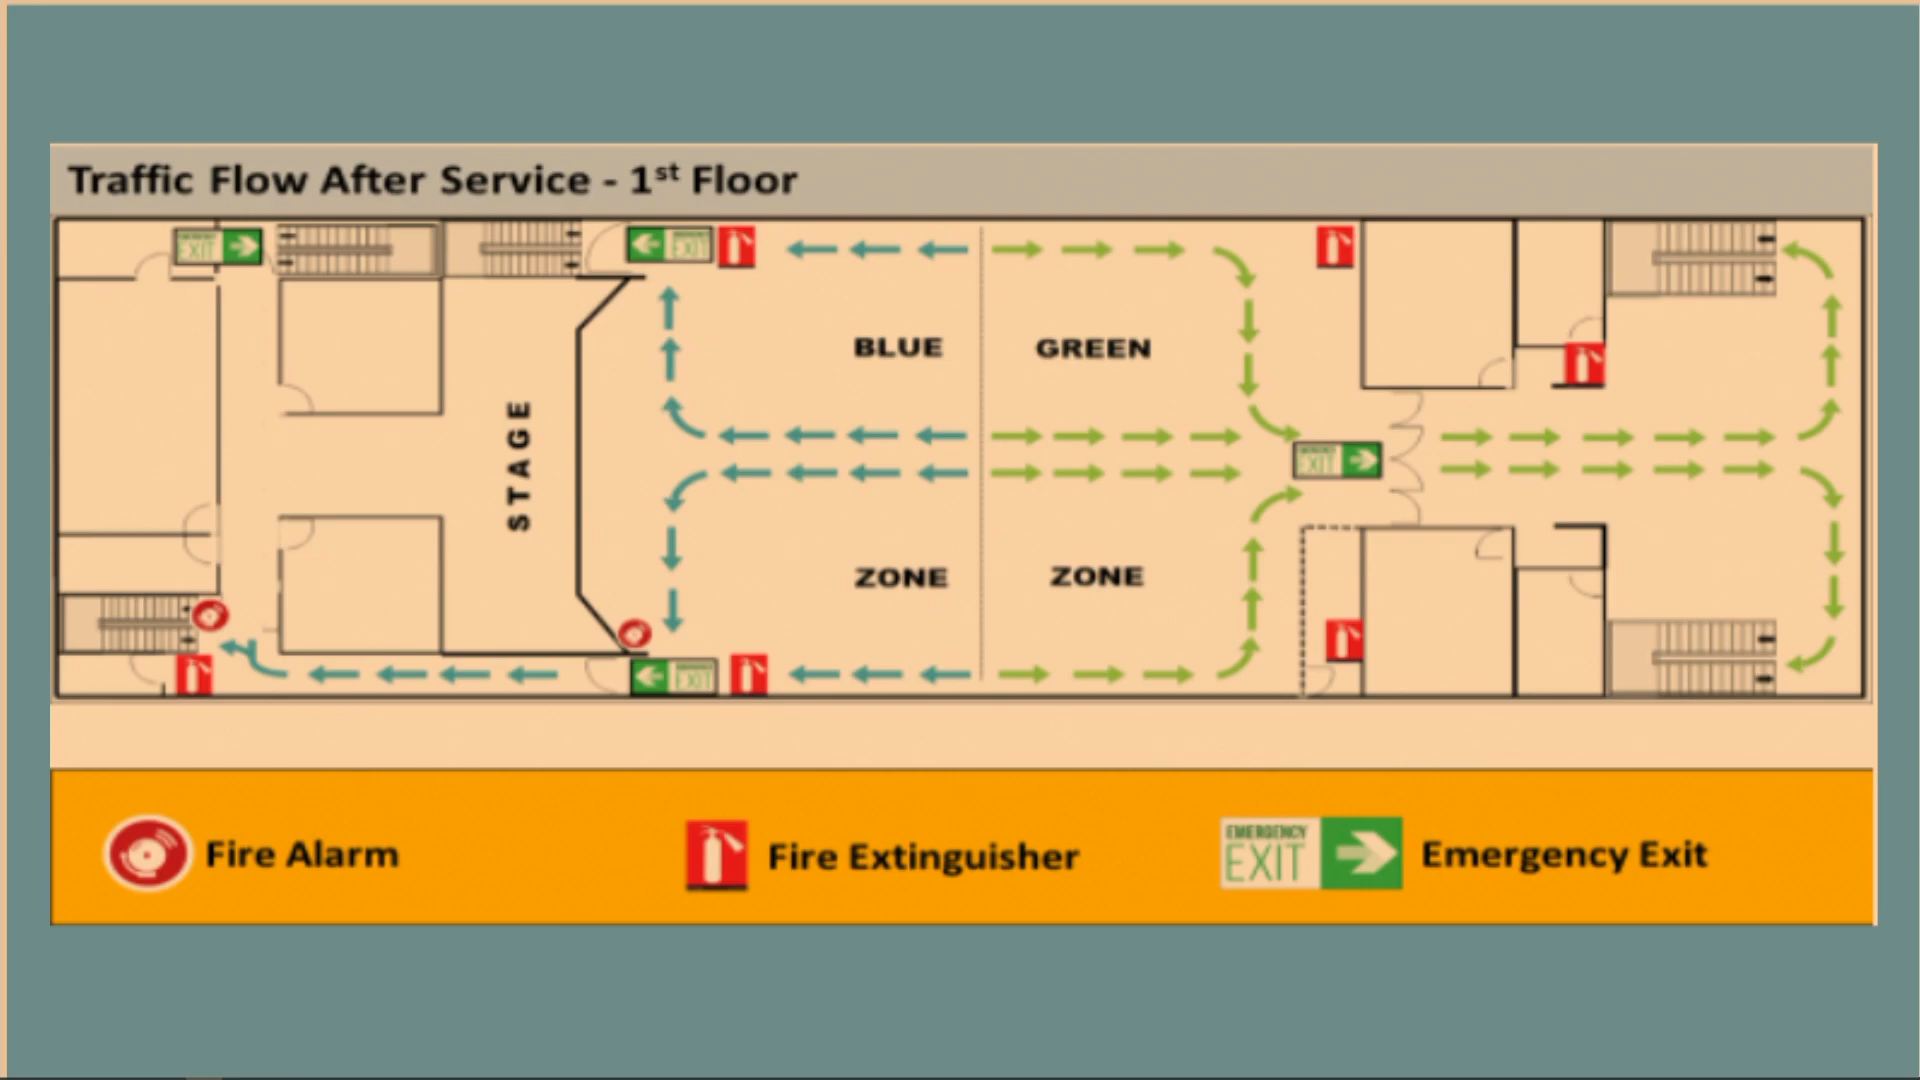 Traffic Flow After Service - 1st Floor
EMERGENCY
EXIT
EXIT
BLUE
GREEN
STAGE
EXIT
ZONE
ZONE
EXIT
Fire Alarm
Fire Extinguisher
EMERGENCY
EXIT
Emergency Exit